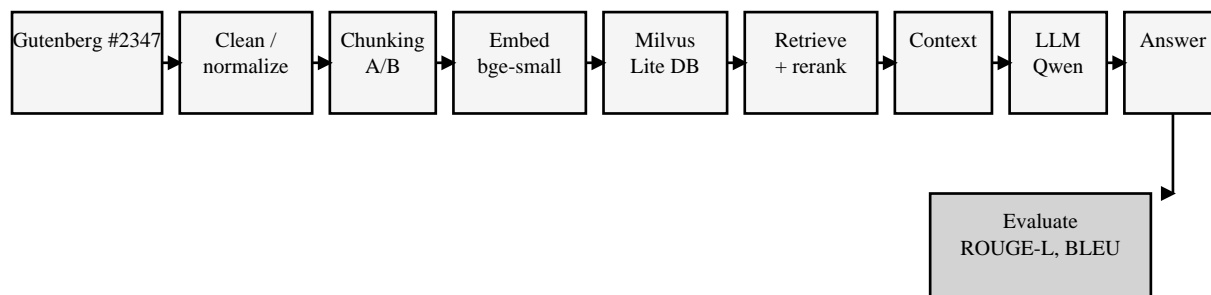 Gutenberg #2347
Clean /
normalize
Chunking
A/B
Embed
bge-small
Milvus
Lite DB
Retrieve
+ rerank
Context
LLM
Qwen
Answer
Evaluate
ROUGE-L, BLEU